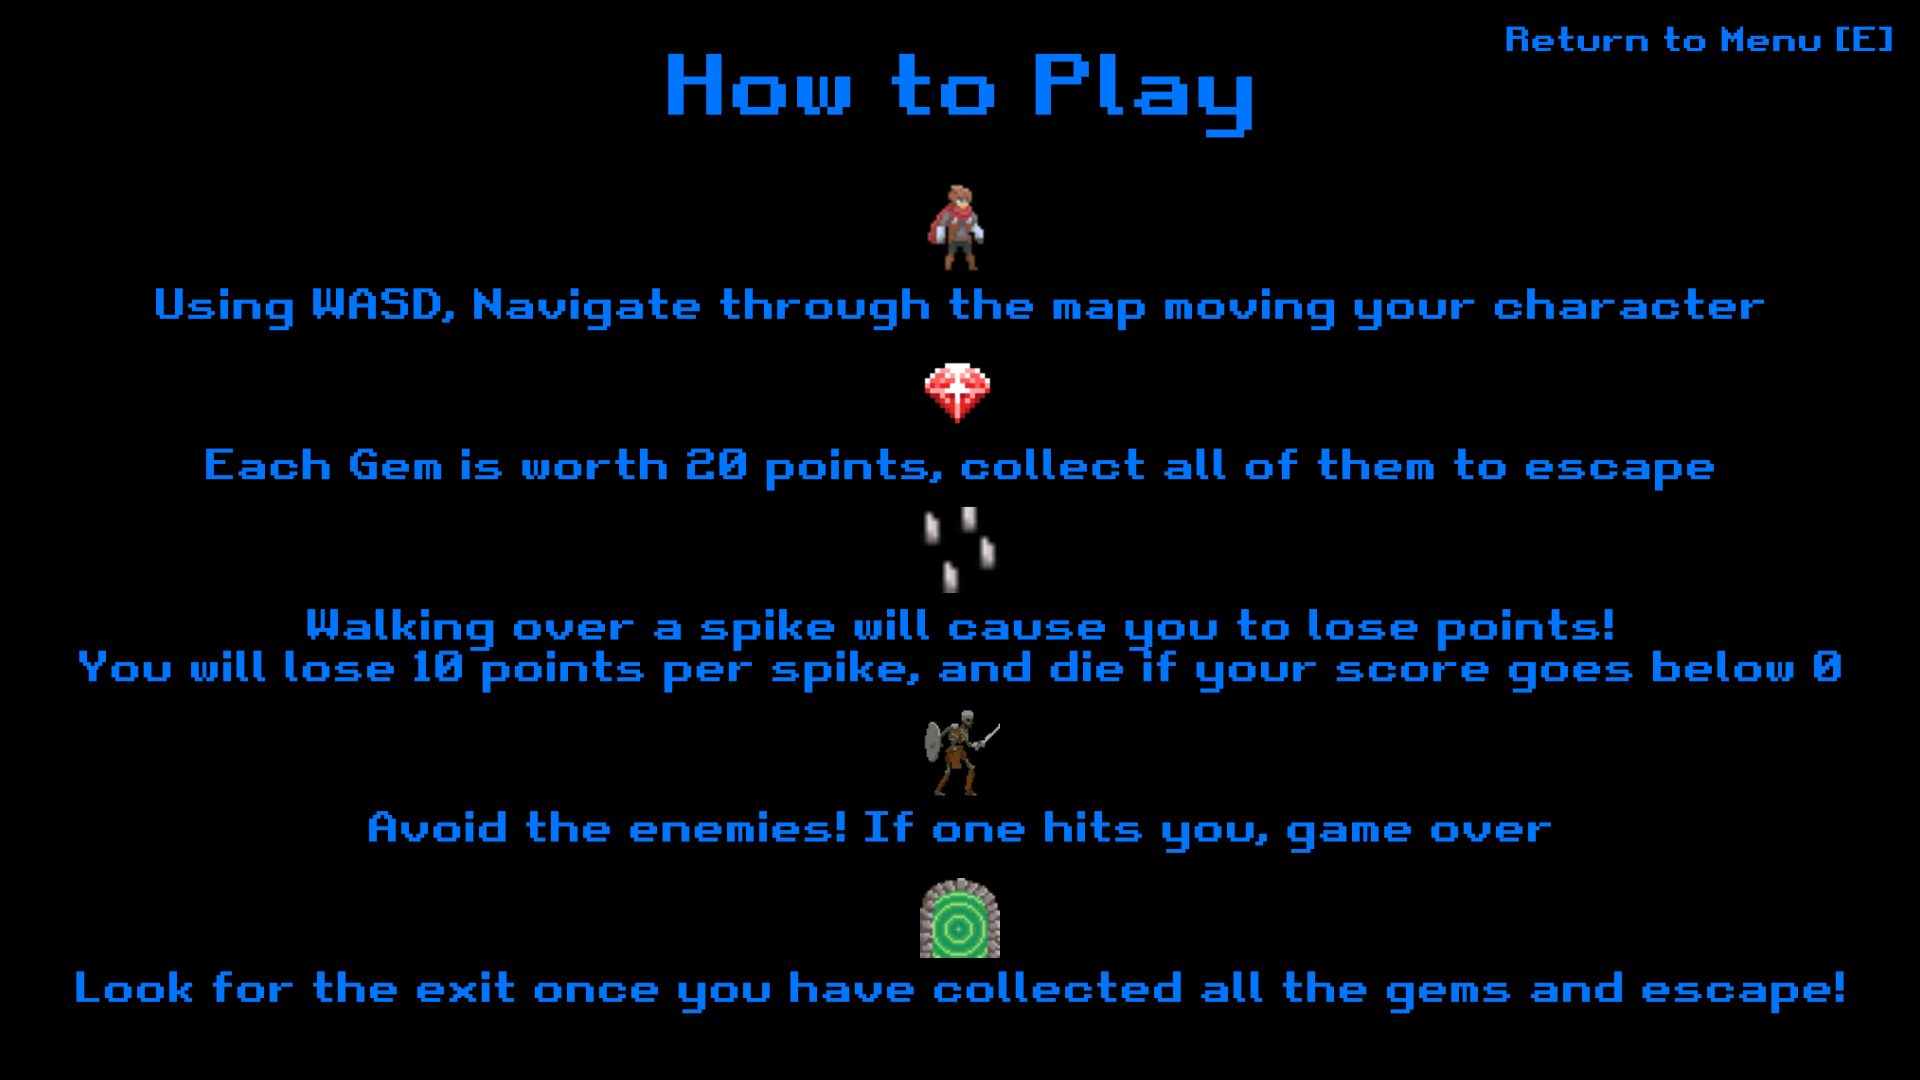 Return to Menu [E]
How to Play
Using WASD, Navigate through the map moving your character
Each Gem is worth 20 points, collect all of them to escape
Walking over a spike will cause you to lose points!
You will lose 10 points per spike, and die if your score goes below 0
Avoid the enemies! If one hits you, game over
Look for the exit once you have collected all the gems and escape!